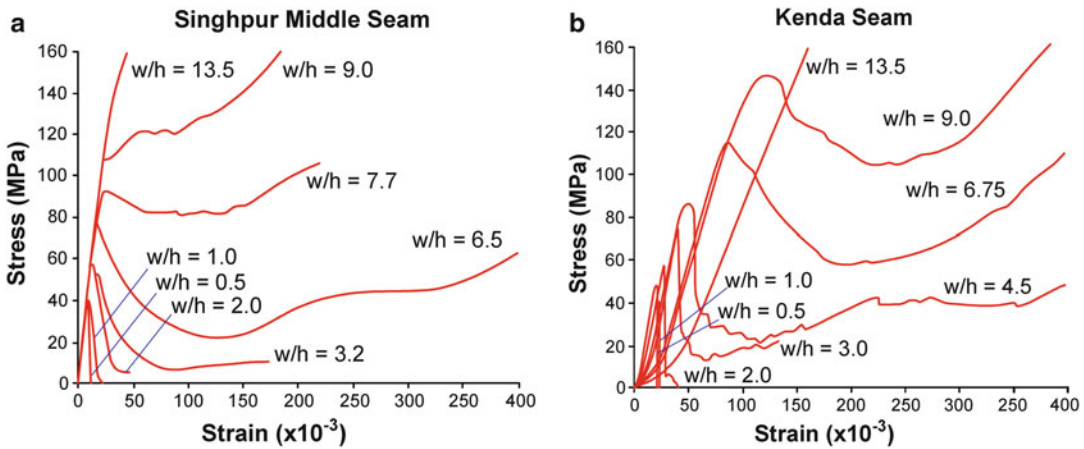 a
Singhpur Middle Seam
160
140
120
100
80
60
40
20
0
Stress (MPa)
w/h = 13.5
w/h = 9.0
w/h = 7.7
w/h = 6.5
w/h = 1.0
w/h = 0.5
w/h = 2.0
w/h = 3.2
0 50 100 150 200 250 300 350 400
Strain (x10-3)
b
Kenda Seam
160
140
120
100
80
60
40
20
0
Stress (MPa)
w/h = 13.5
w/h = 9.0
w/h = 6.75
w/h = 1.0
w/h = 4.5
w/h = 0.5
w/h = 3.0
w/h = 2.0
0 50 100 150 200 250 300 350 400
Strain (x10-3)